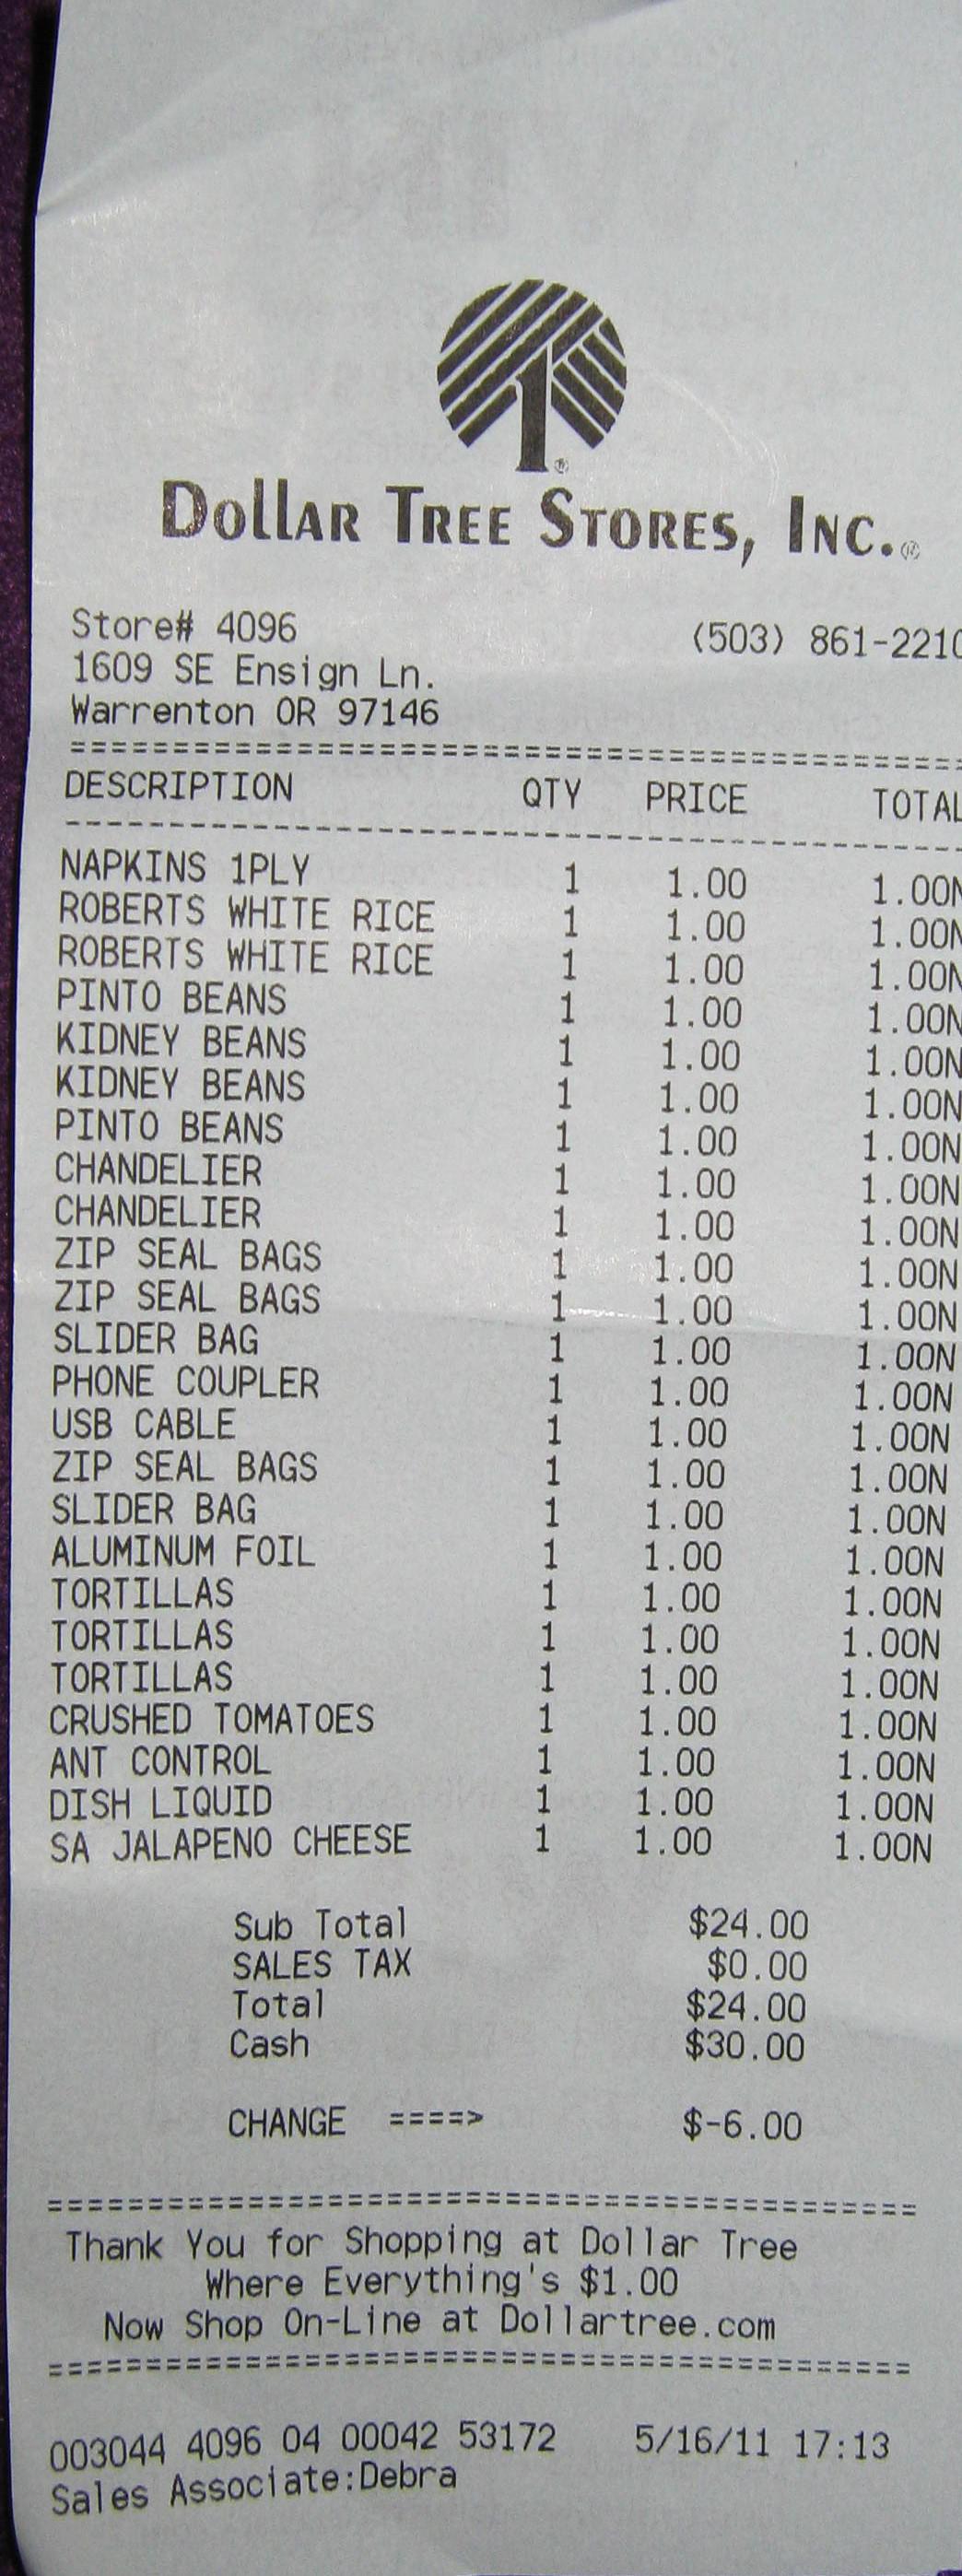 Dollar Tree Stores, Inc.®
Store# 4096 (503) 861-2210
1609 SE Ensign Ln.
Warrenton OR 97146
==========================================
DESCRIPTION QTY PRICE TOTAL
------------------------------------------
NAPKINS 1PLY 1 1.00 1.00N
ROBERTS WHITE RICE 1 1.00 1.00N
ROBERTS WHITE RICE 1 1.00 1.00N
PINTO BEANS 1 1.00 1.00N
KIDNEY BEANS 1 1.00 1.00N
KIDNEY BEANS 1 1.00 1.00N
PINTO BEANS 1 1.00 1.00N
CHANDELIER 1 1.00 1.00N
CHANDELIER 1 1.00 1.00N
ZIP SEAL BAGS 1 1.00 1.00N
ZIP SEAL BAGS 1 1.00 1.00N
SLIDER BAG 1 1.00 1.00N
PHONE COUPLER 1 1.00 1.00N
USB CABLE 1 1.00 1.00N
ZIP SEAL BAGS 1 1.00 1.00N
SLIDER BAG 1 1.00 1.00N
ALUMINUM FOIL 1 1.00 1.00N
TORTILLAS 1 1.00 1.00N
TORTILLAS 1 1.00 1.00N
TORTILLAS 1 1.00 1.00N
CRUSHED TOMATOES 1 1.00 1.00N
ANT CONTROL 1 1.00 1.00N
DISH LIQUID 1 1.00 1.00N
SA JALAPENO CHEESE 1 1.00 1.00N
Sub Total $24.00
SALES TAX $0.00
Total $24.00
Cash $30.00
CHANGE ====> $-6.00
==========================================
Thank You for Shopping at Dollar Tree
Where Everything's $1.00
Now Shop On-Line at Dollartree.com
==========================================
003044 4096 04 00042 53172 5/16/11 17:13
Sales Associate:Debra